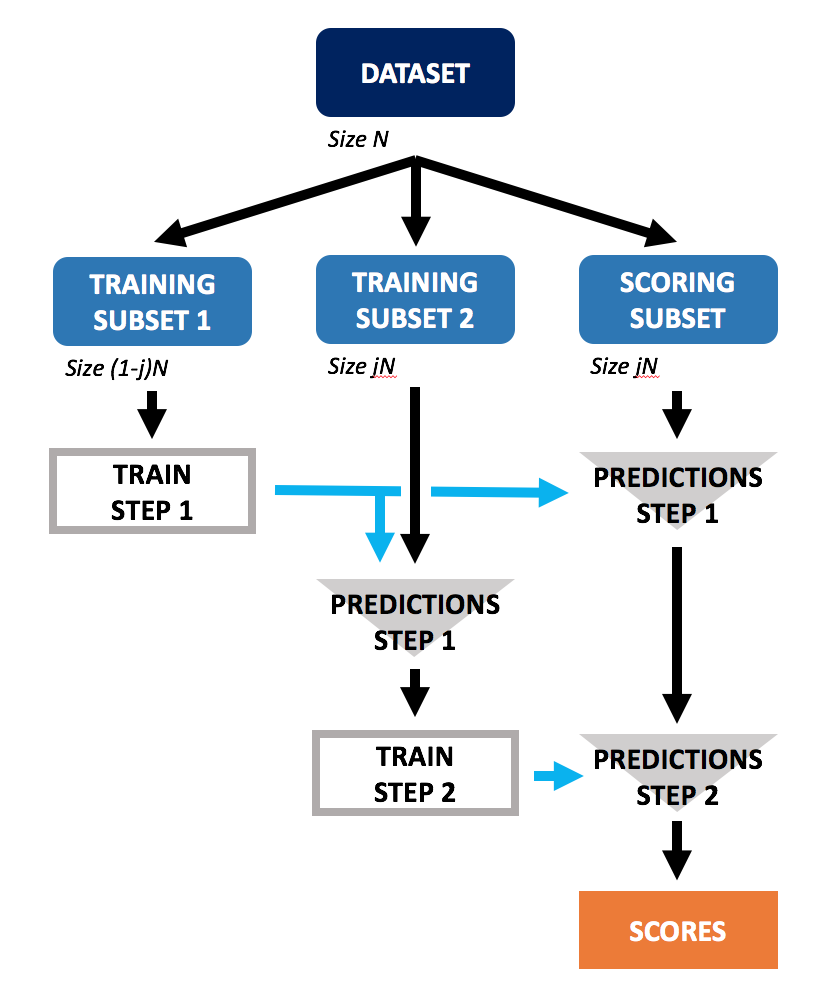 DATASET
Size N
TRAINING
SUBSET 1
TRAINING
SUBSET 2
SCORING
SUBSET
Size (1-j)N
Size jN
Size jN
TRAIN
STEP 1
PREDICTIONS
STEP 1
PREDICTIONS
STEP 1
TRAIN
STEP 2
PREDICTIONS
STEP 2
SCORES